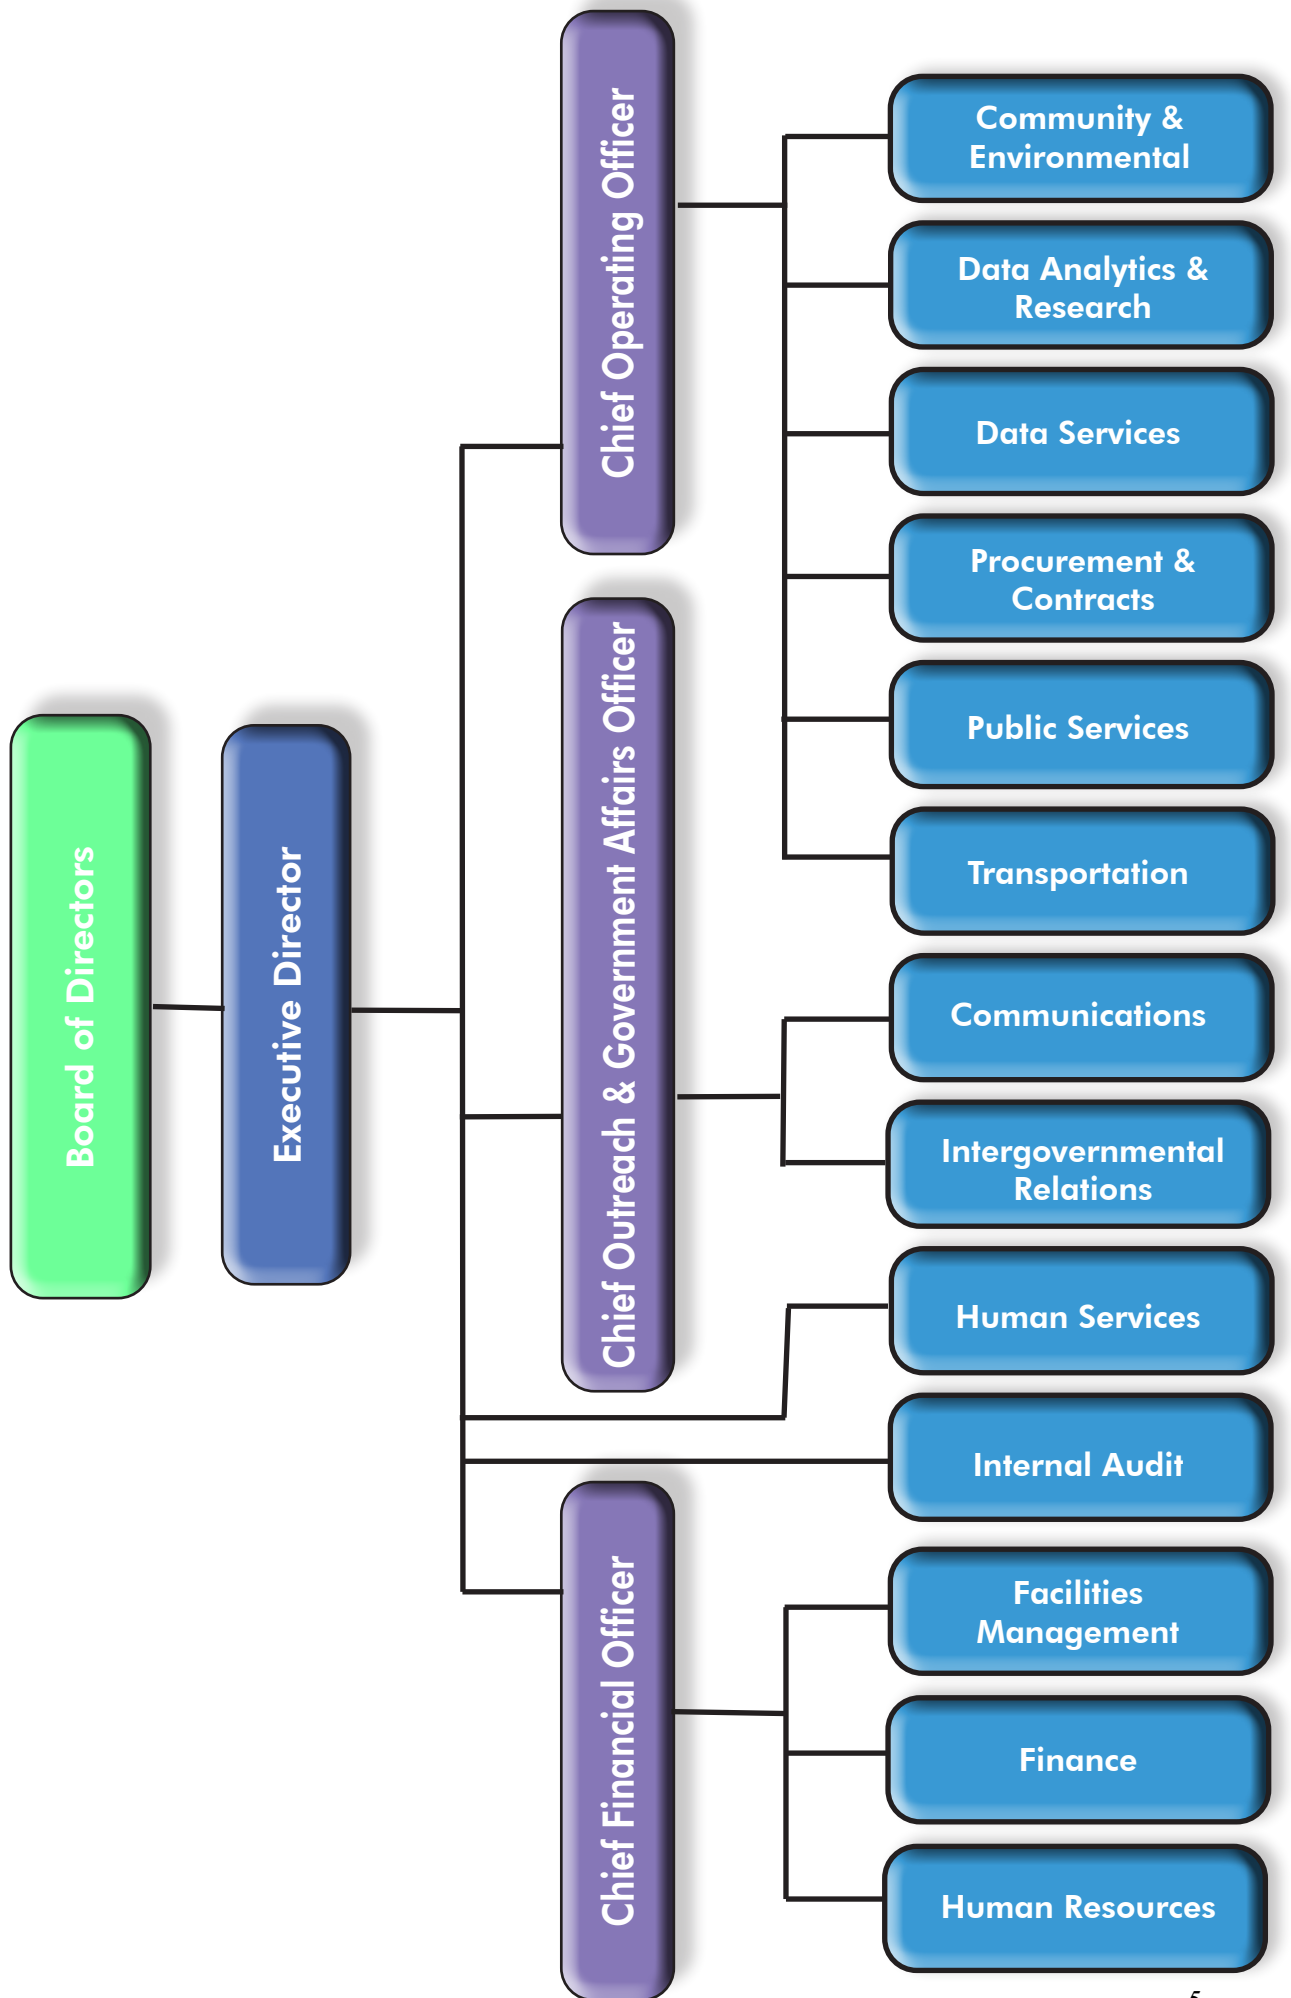 Board of Directors
Executive Director
Chief Operating Officer
Chief Outreach & Government Affairs Officer
Chief Financial Officer
Community &
Environmental
Data Analytics &
Research
Data Services
Procurement &
Contracts
Public Services
Transportation
Communications
Intergovernmental
Relations
Human Services
Internal Audit
Facilities
Management
Finance
Human Resources
5